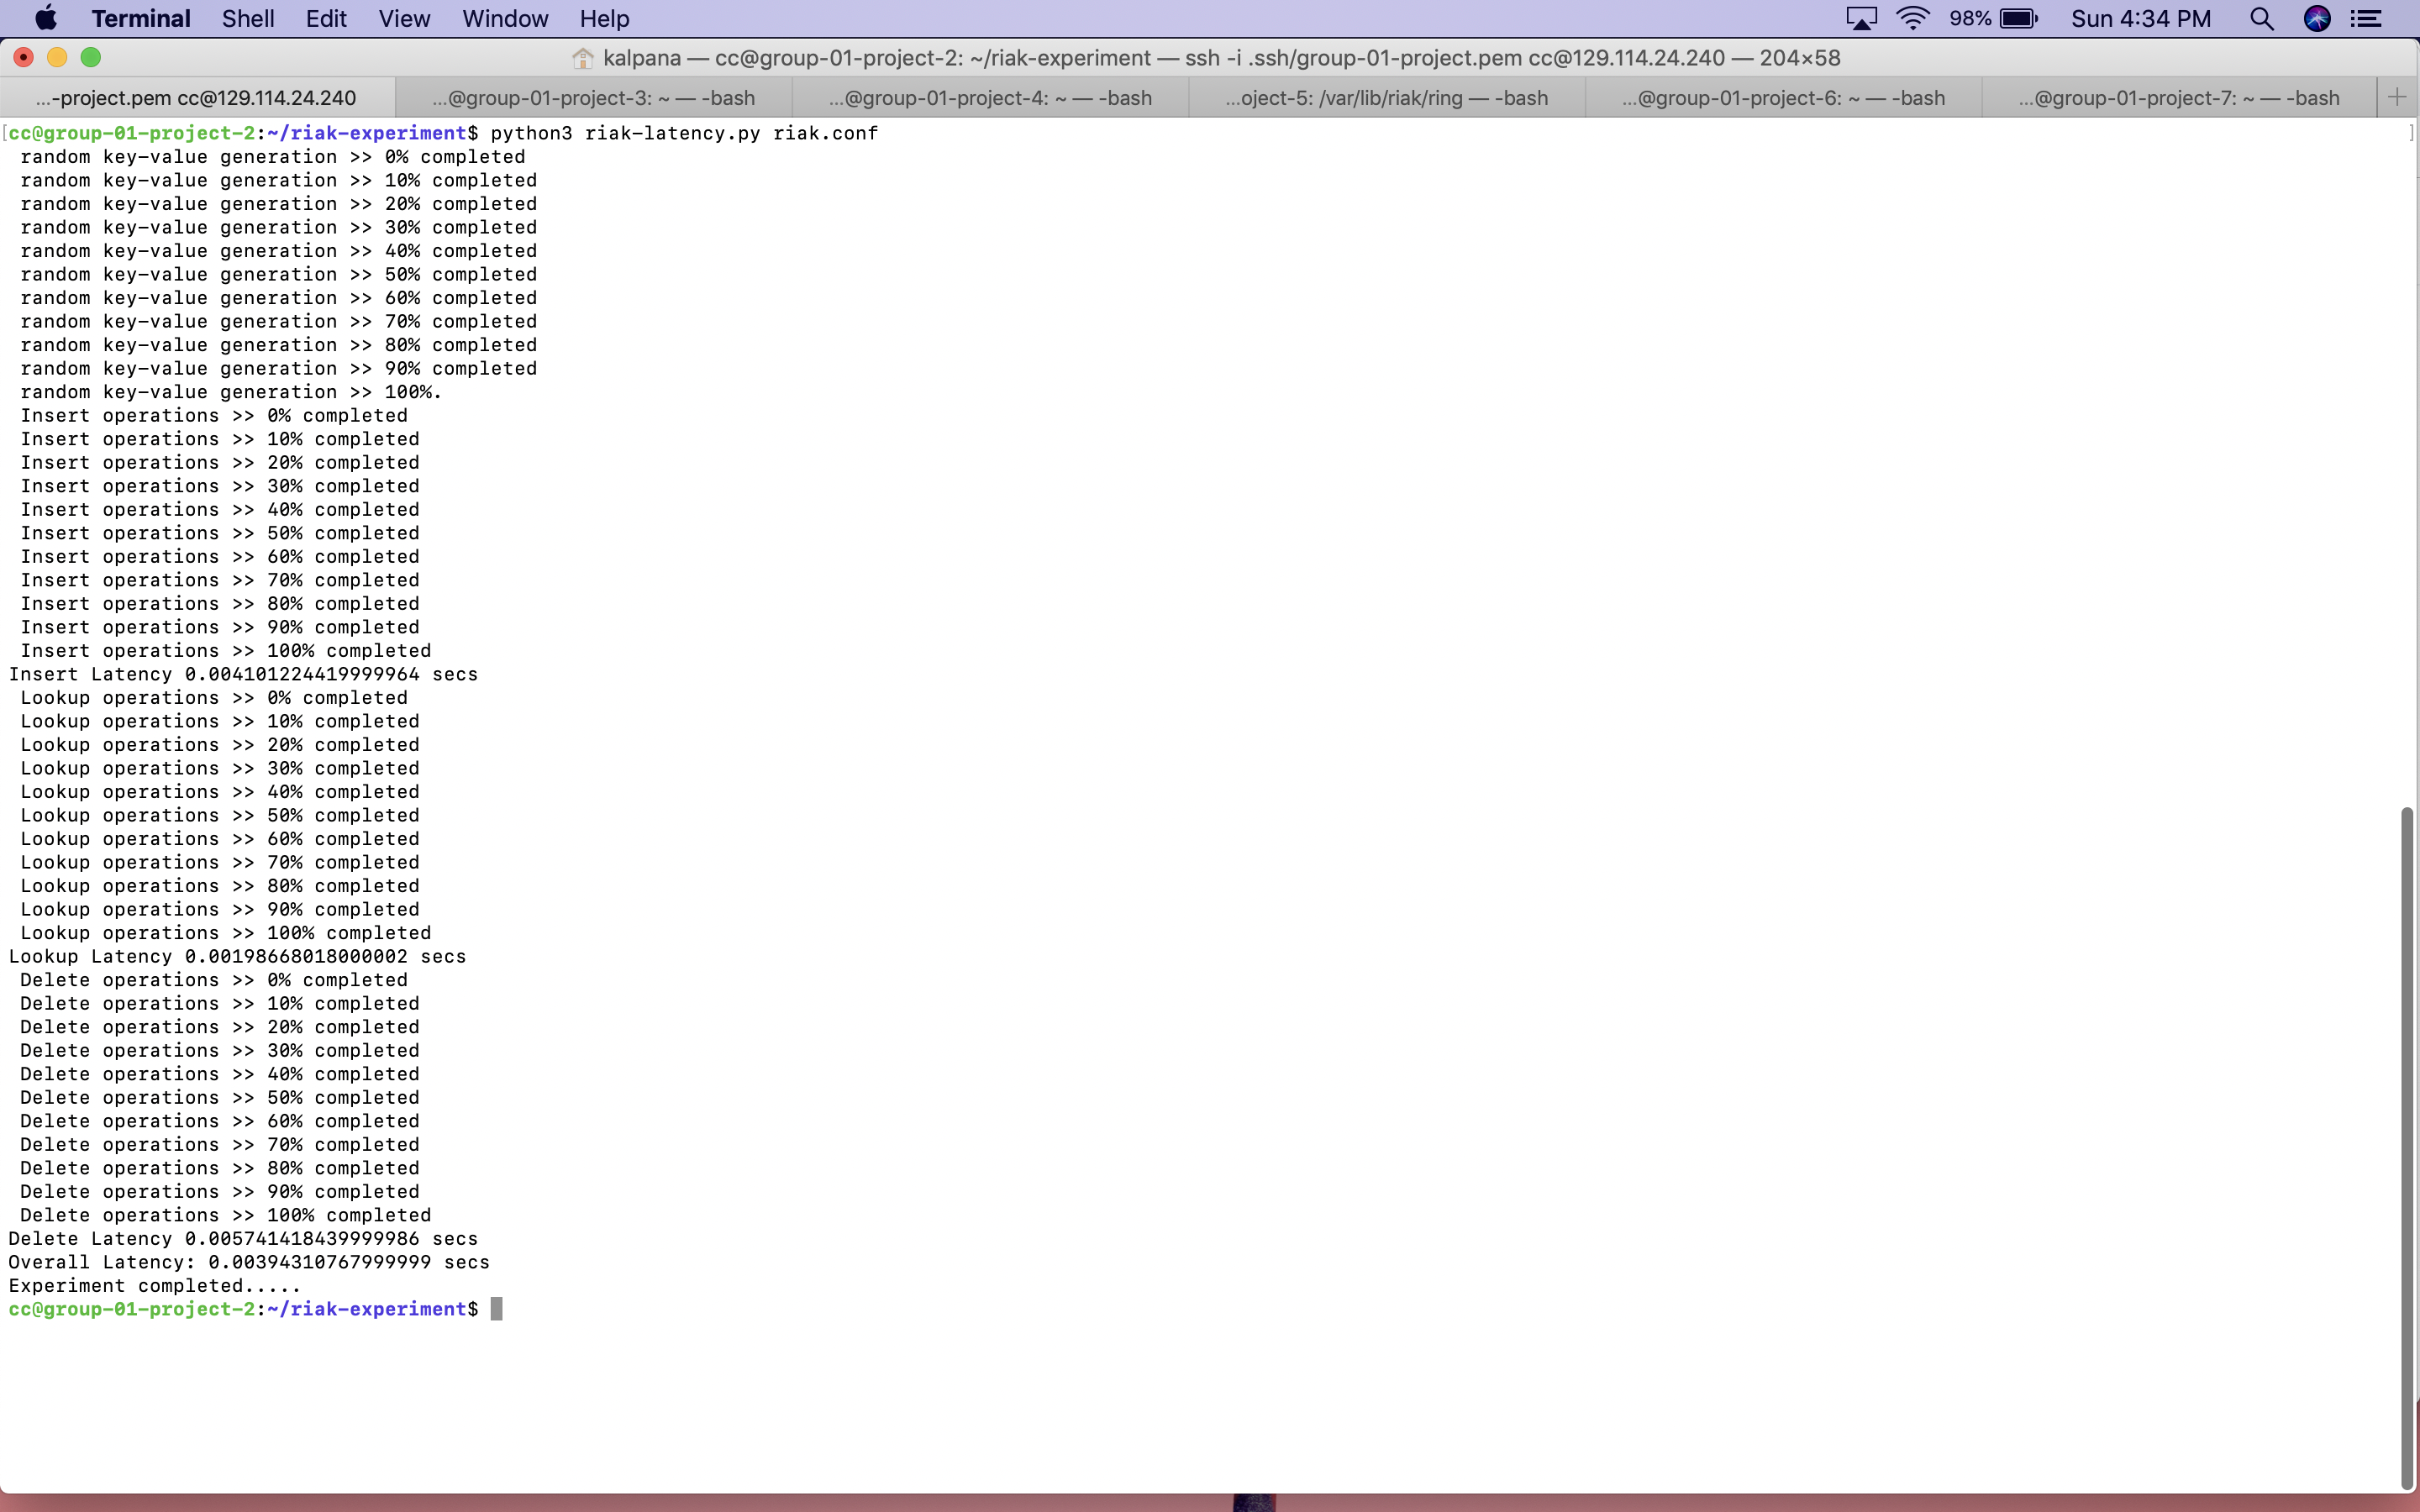 Terminal Shell Edit View Window Help 98% Sun 4:34 PM
kalpana — cc@group-01-project-2: ~/riak-experiment — ssh -i .ssh/group-01-project.pem cc@129.114.24.240 — 204×58
...-project.pem cc@129.114.24.240 ...@group-01-project-3: ~ — -bash ...@group-01-project-4: ~ — -bash ...oject-5: /var/lib/riak/ring — -bash ...@group-01-project-6: ~ — -bash ...@group-01-project-7: ~ — -bash +
[cc@group-01-project-2:~/riak-experiment$ python3 riak-latency.py riak.conf ]
random key-value generation >> 0% completed
random key-value generation >> 10% completed
random key-value generation >> 20% completed
random key-value generation >> 30% completed
random key-value generation >> 40% completed
random key-value generation >> 50% completed
random key-value generation >> 60% completed
random key-value generation >> 70% completed
random key-value generation >> 80% completed
random key-value generation >> 90% completed
random key-value generation >> 100%.
Insert operations >> 0% completed
Insert operations >> 10% completed
Insert operations >> 20% completed
Insert operations >> 30% completed
Insert operations >> 40% completed
Insert operations >> 50% completed
Insert operations >> 60% completed
Insert operations >> 70% completed
Insert operations >> 80% completed
Insert operations >> 90% completed
Insert operations >> 100% completed
Insert Latency 0.004101224419999964 secs
Lookup operations >> 0% completed
Lookup operations >> 10% completed
Lookup operations >> 20% completed
Lookup operations >> 30% completed
Lookup operations >> 40% completed
Lookup operations >> 50% completed
Lookup operations >> 60% completed
Lookup operations >> 70% completed
Lookup operations >> 80% completed
Lookup operations >> 90% completed
Lookup operations >> 100% completed
Lookup Latency 0.00198668018000002 secs
Delete operations >> 0% completed
Delete operations >> 10% completed
Delete operations >> 20% completed
Delete operations >> 30% completed
Delete operations >> 40% completed
Delete operations >> 50% completed
Delete operations >> 60% completed
Delete operations >> 70% completed
Delete operations >> 80% completed
Delete operations >> 90% completed
Delete operations >> 100% completed
Delete Latency 0.005741418439999986 secs
Overall Latency: 0.00394310767999999 secs
Experiment completed.....
cc@group-01-project-2:~/riak-experiment$